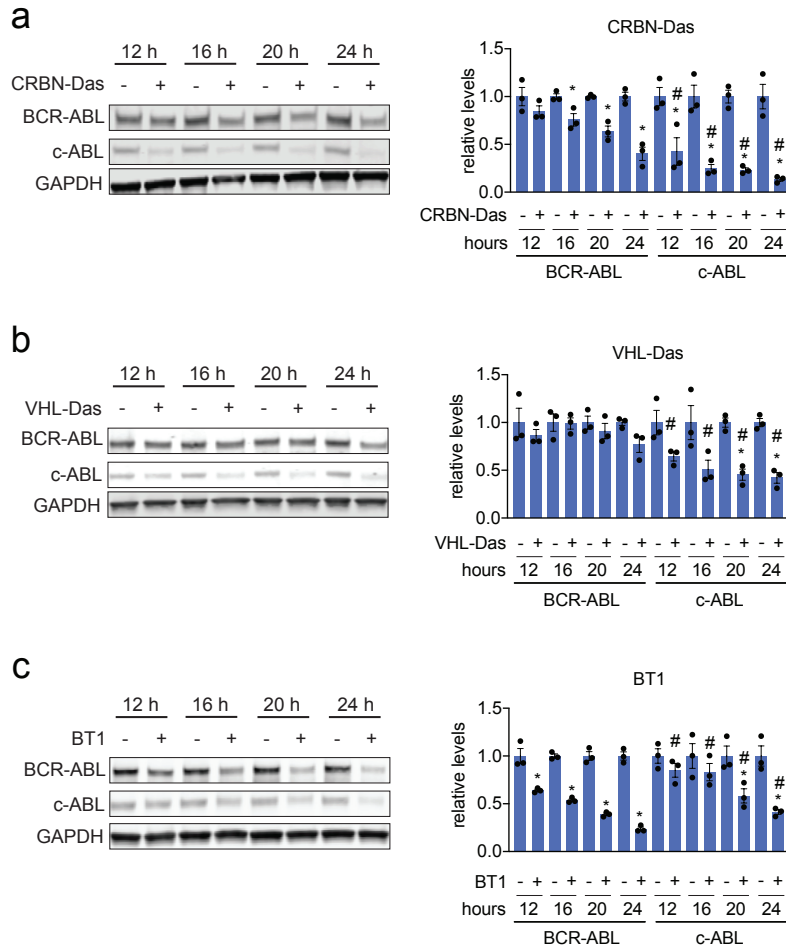 a
12 h 16 h 20 h 24 h
CRBN-Das - + - + - + - +
BCR-ABL
c-ABL
GAPDH
CRBN-Das
relative levels
1.5
1.0
0.5
0.0
* * * # * # * # * # *
CRBN-Das - + - + - + - + - + - + - + - +
hours 12 16 20 24 12 16 20 24
BCR-ABL c-ABL
b
12 h 16 h 20 h 24 h
VHL-Das - + - + - + - +
BCR-ABL
c-ABL
GAPDH
VHL-Das
relative levels
1.5
1.0
0.5
0.0
# # # * # *
VHL-Das - + - + - + - + - + - + - + - +
hours 12 16 20 24 12 16 20 24
BCR-ABL c-ABL
c
12 h 16 h 20 h 24 h
BT1 - + - + - + - +
BCR-ABL
c-ABL
GAPDH
BT1
relative levels
1.5
1.0
0.5
0.0
* * * * # # # * # *
BT1 - + - + - + - + - + - + - + - +
hours 12 16 20 24 12 16 20 24
BCR-ABL c-ABL